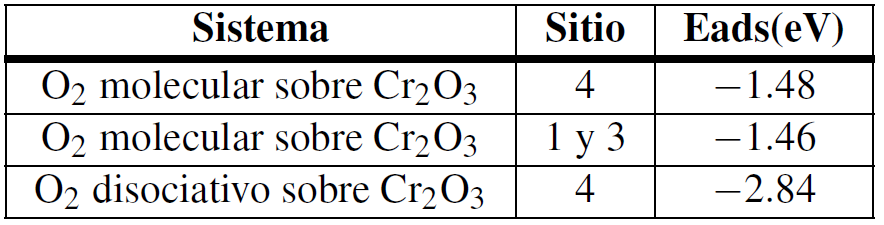 Sistema Sitio Eads(eV)
O₂ molecular sobre Cr₂O₃ 4 −1.48
O₂ molecular sobre Cr₂O₃ 1 y 3 −1.46
O₂ disociativo sobre Cr₂O₃ 4 −2.84